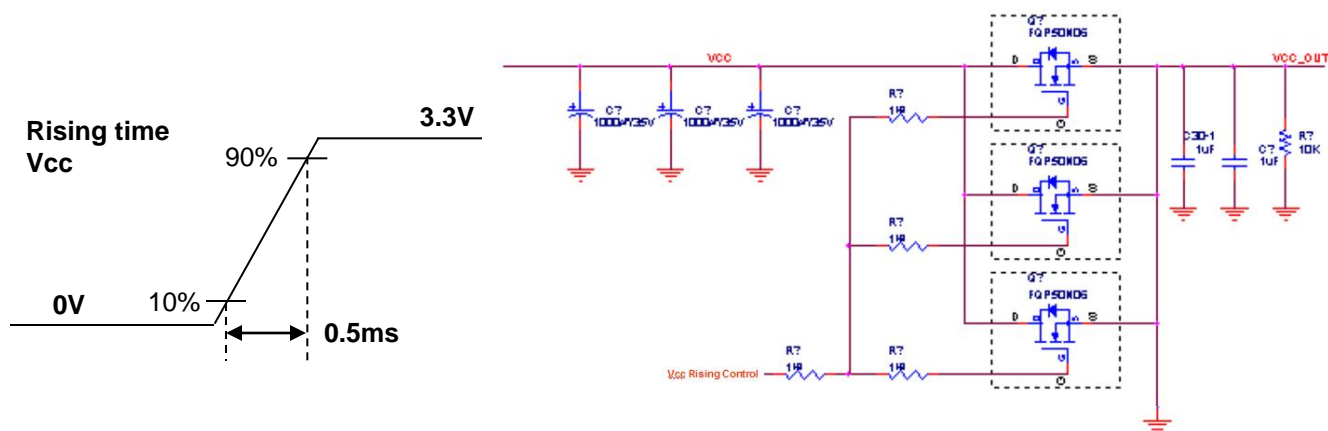 Rising time
Vcc
3.3V
90%
0V
10%
0.5ms
VCC
C?
1000uF/35V
C?
1000uF/35V
C?
1000uF/35V
R?
1K
Q?
FQP50N06
D
S
G
VCC_OUT
C30-1
1uF
C?
1uF
R?
10K
R?
1K
Q?
FQP50N06
D
S
G
Q?
FQP50N06
D
S
G
R?
1K
R?
1K
Vcc Rising Control